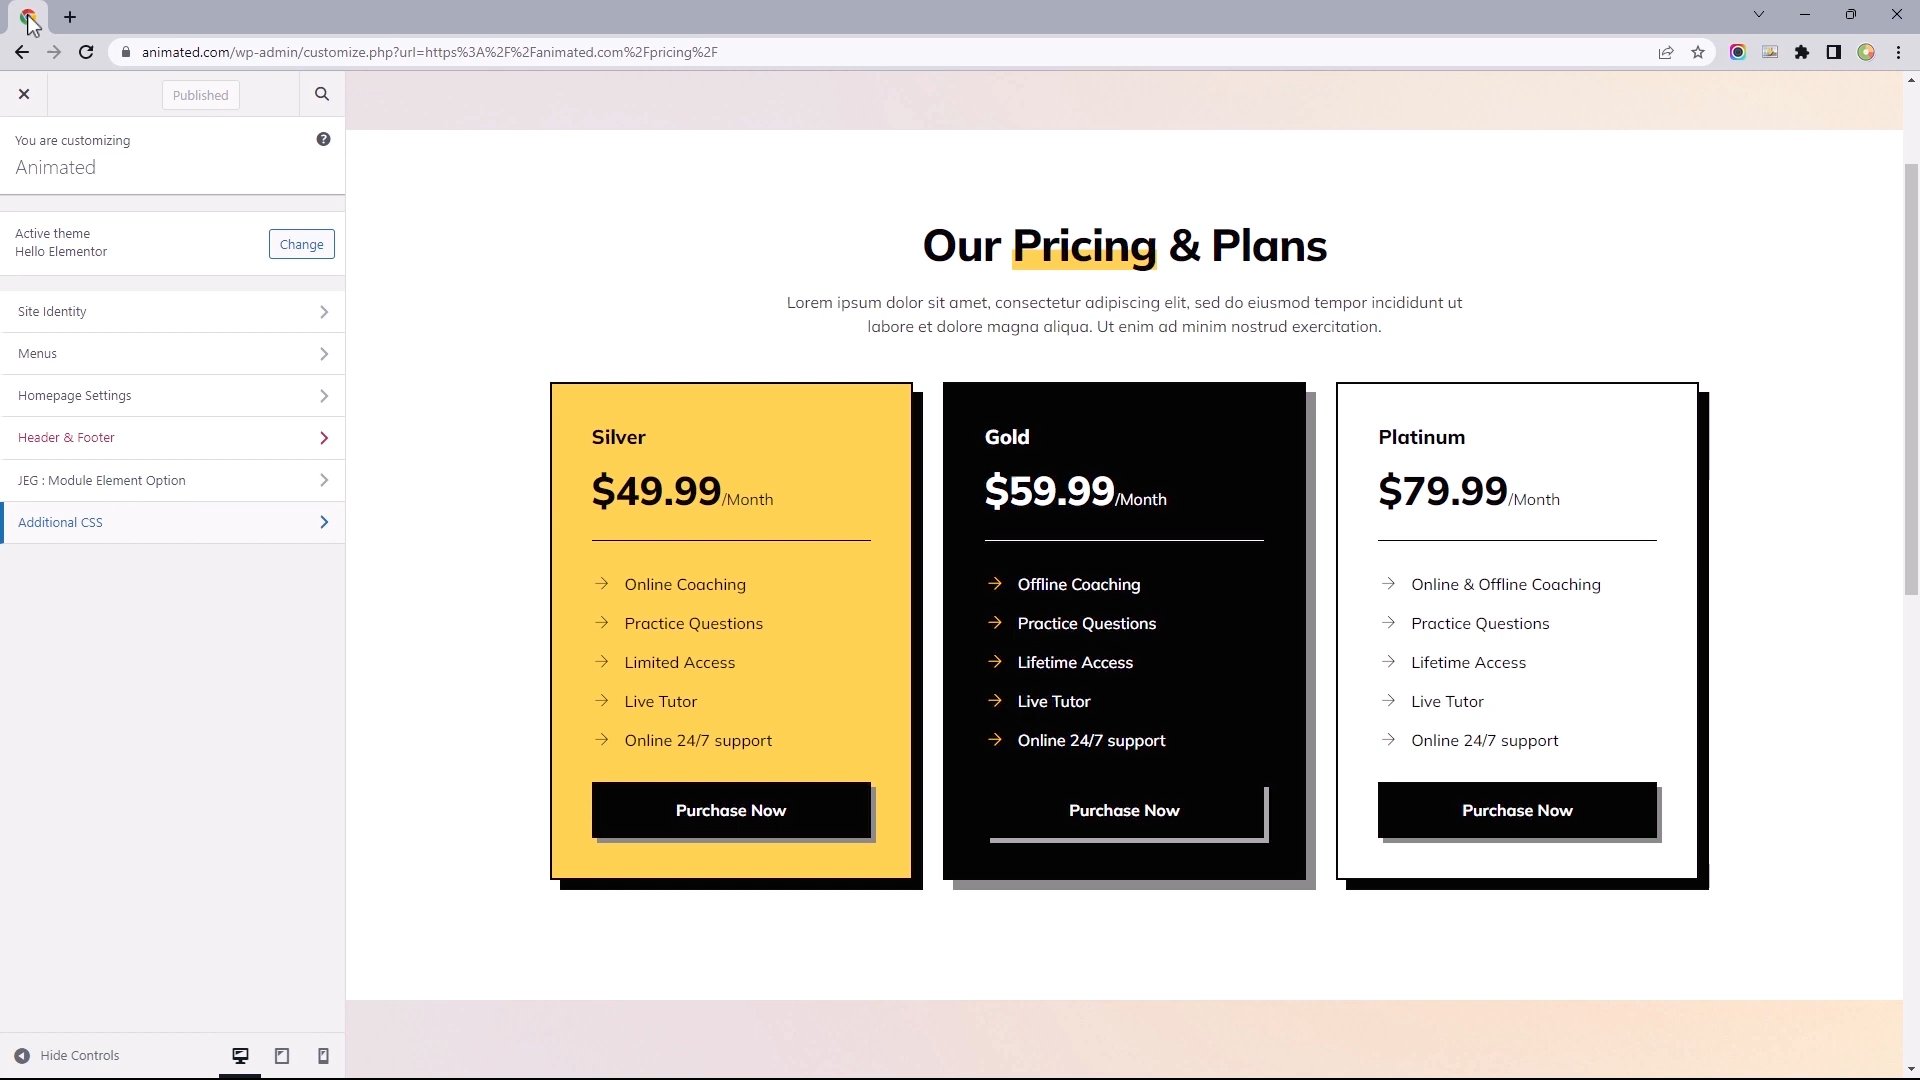 animated.com/wp-admin/customize.php?url=https%3A%2F%2Fanimated.com%2Fpricing%2F
Published
You are customizing
Animated
Active theme
Hello Elementor
Change
Site Identity
Menus
Homepage Settings
Header & Footer
JEG : Module Element Option
Additional CSS
Hide Controls
Our Pricing & Plans
Lorem ipsum dolor sit amet, consectetur adipiscing elit, sed do eiusmod tempor incididunt ut
labore et dolore magna aliqua. Ut enim ad minim nostrud exercitation.
Silver
$49.99/Month
Online Coaching
Practice Questions
Limited Access
Live Tutor
Online 24/7 support
Purchase Now
Gold
$59.99/Month
Offline Coaching
Practice Questions
Lifetime Access
Live Tutor
Online 24/7 support
Purchase Now
Platinum
$79.99/Month
Online & Offline Coaching
Practice Questions
Lifetime Access
Live Tutor
Online 24/7 support
Purchase Now